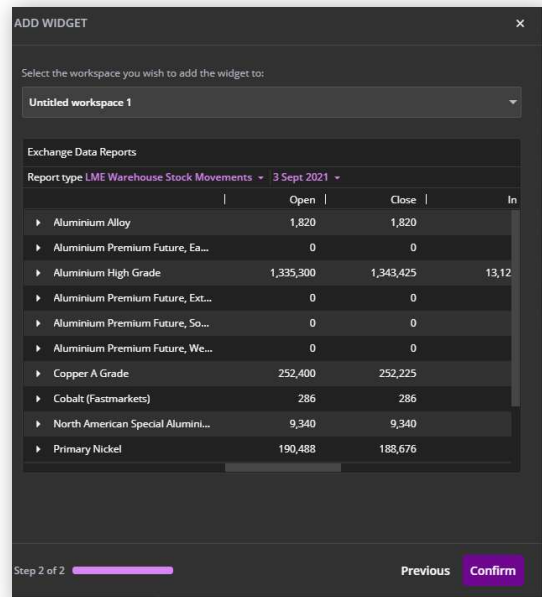 ADD WIDGET ×
Select the workspace you wish to add the widget to:
Untitled workspace 1
Exchange Data Reports
Report type LME Warehouse Stock Movements 3 Sept 2021
Open Close In
Aluminium Alloy 1,820 1,820
Aluminium Premium Future, Ea... 0 0
Aluminium High Grade 1,335,300 1,343,425 13,12
Aluminium Premium Future, Ext... 0 0
Aluminium Premium Future, So... 0 0
Aluminium Premium Future, We... 0 0
Copper A Grade 252,400 252,225
Cobalt (Fastmarkets) 286 286
North American Special Alumini... 9,340 9,340
Primary Nickel 190,488 188,676
Step 2 of 2 Previous Confirm